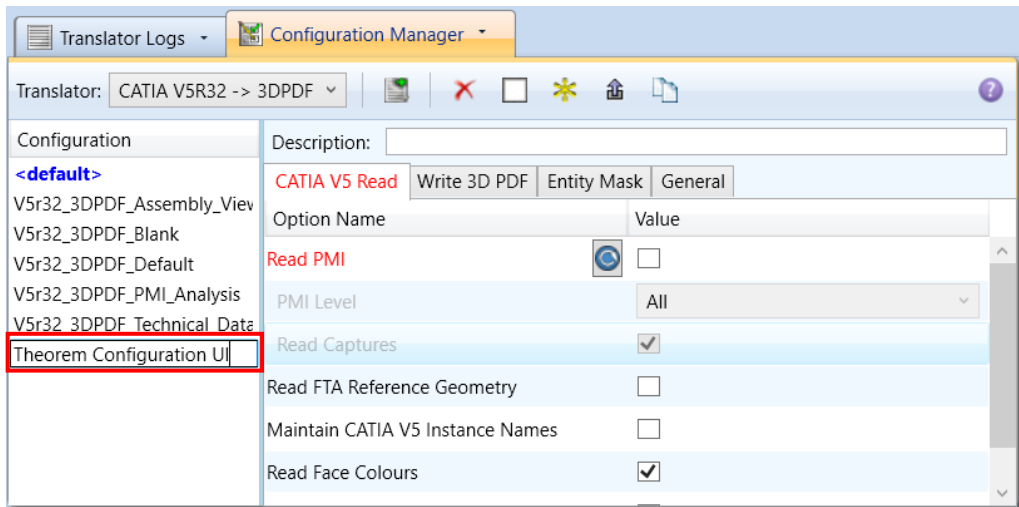 Translator Logs
Configuration Manager
Translator: CATIA V5R32 -> 3DPDF
Configuration
Description:
<default>
CATIA V5 Read Write 3D PDF Entity Mask General
V5r32_3DPDF_Assembly_View
Option Name Value
V5r32_3DPDF_Blank
Read PMI
V5r32_3DPDF_Default
V5r32_3DPDF_PMI_Analysis
PMI Level All
V5r32_3DPDF_Technical_Data
Theorem Configuration UI
Read Captures
Read FTA Reference Geometry
Maintain CATIA V5 Instance Names
Read Face Colours